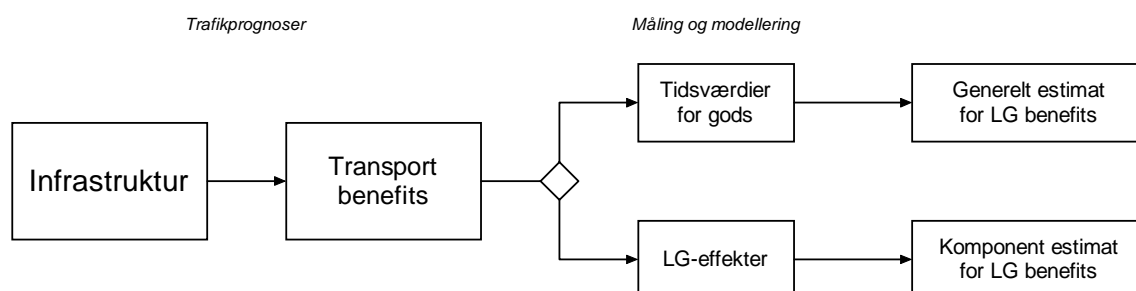 Trafikprognoser
Måling og modellering
Infrastruktur
Transport
benefits
Tidsværdier
for gods
Generelt estimat
for LG benefits
LG-effekter
Komponent estimat
for LG benefits